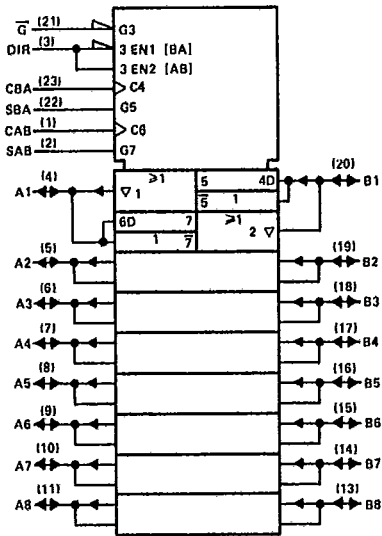 G̅ (21) G3
DIR (3) 3 EN1 [BA]
3 EN2 [AB]
CBA (23) C4
SBA (22) G5
CAB (1) C6
SAB (2) G7
A1 (4) ≥1 ▽ 1 5 4D 5̅ 1 (20) B1
6D 7 1 7̅ ≥1 2 ▽
A2 (5) (19) B2
A3 (6) (18) B3
A4 (7) (17) B4
A5 (8) (16) B5
A6 (9) (15) B6
A7 (10) (14) B7
A8 (11) (13) B8